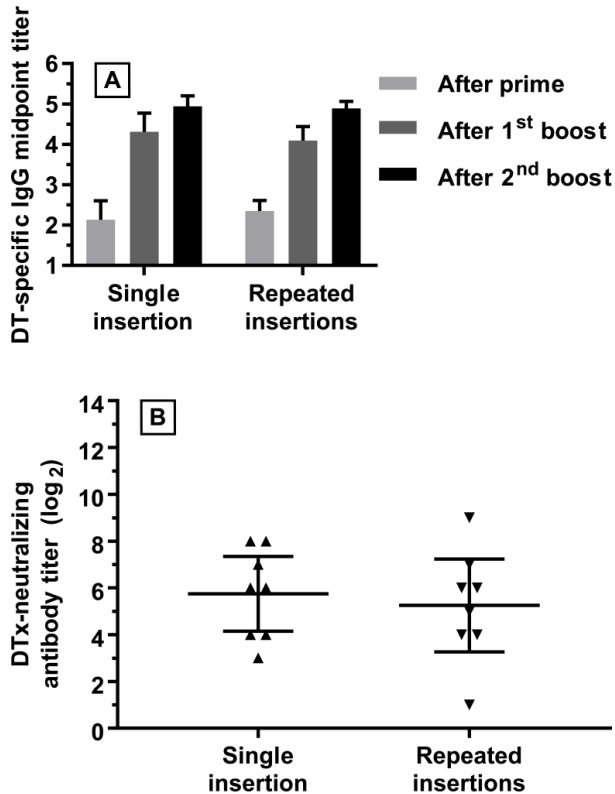 DT-specific IgG midpoint titer
6
5
4
3
2
1
A
Single
insertion
Repeated
insertions
After prime
After 1st boost
After 2nd boost
DTx-neutralizing
antibody titer (log2)
14
12
10
8
6
4
2
0
B
Single
insertion
Repeated
insertions